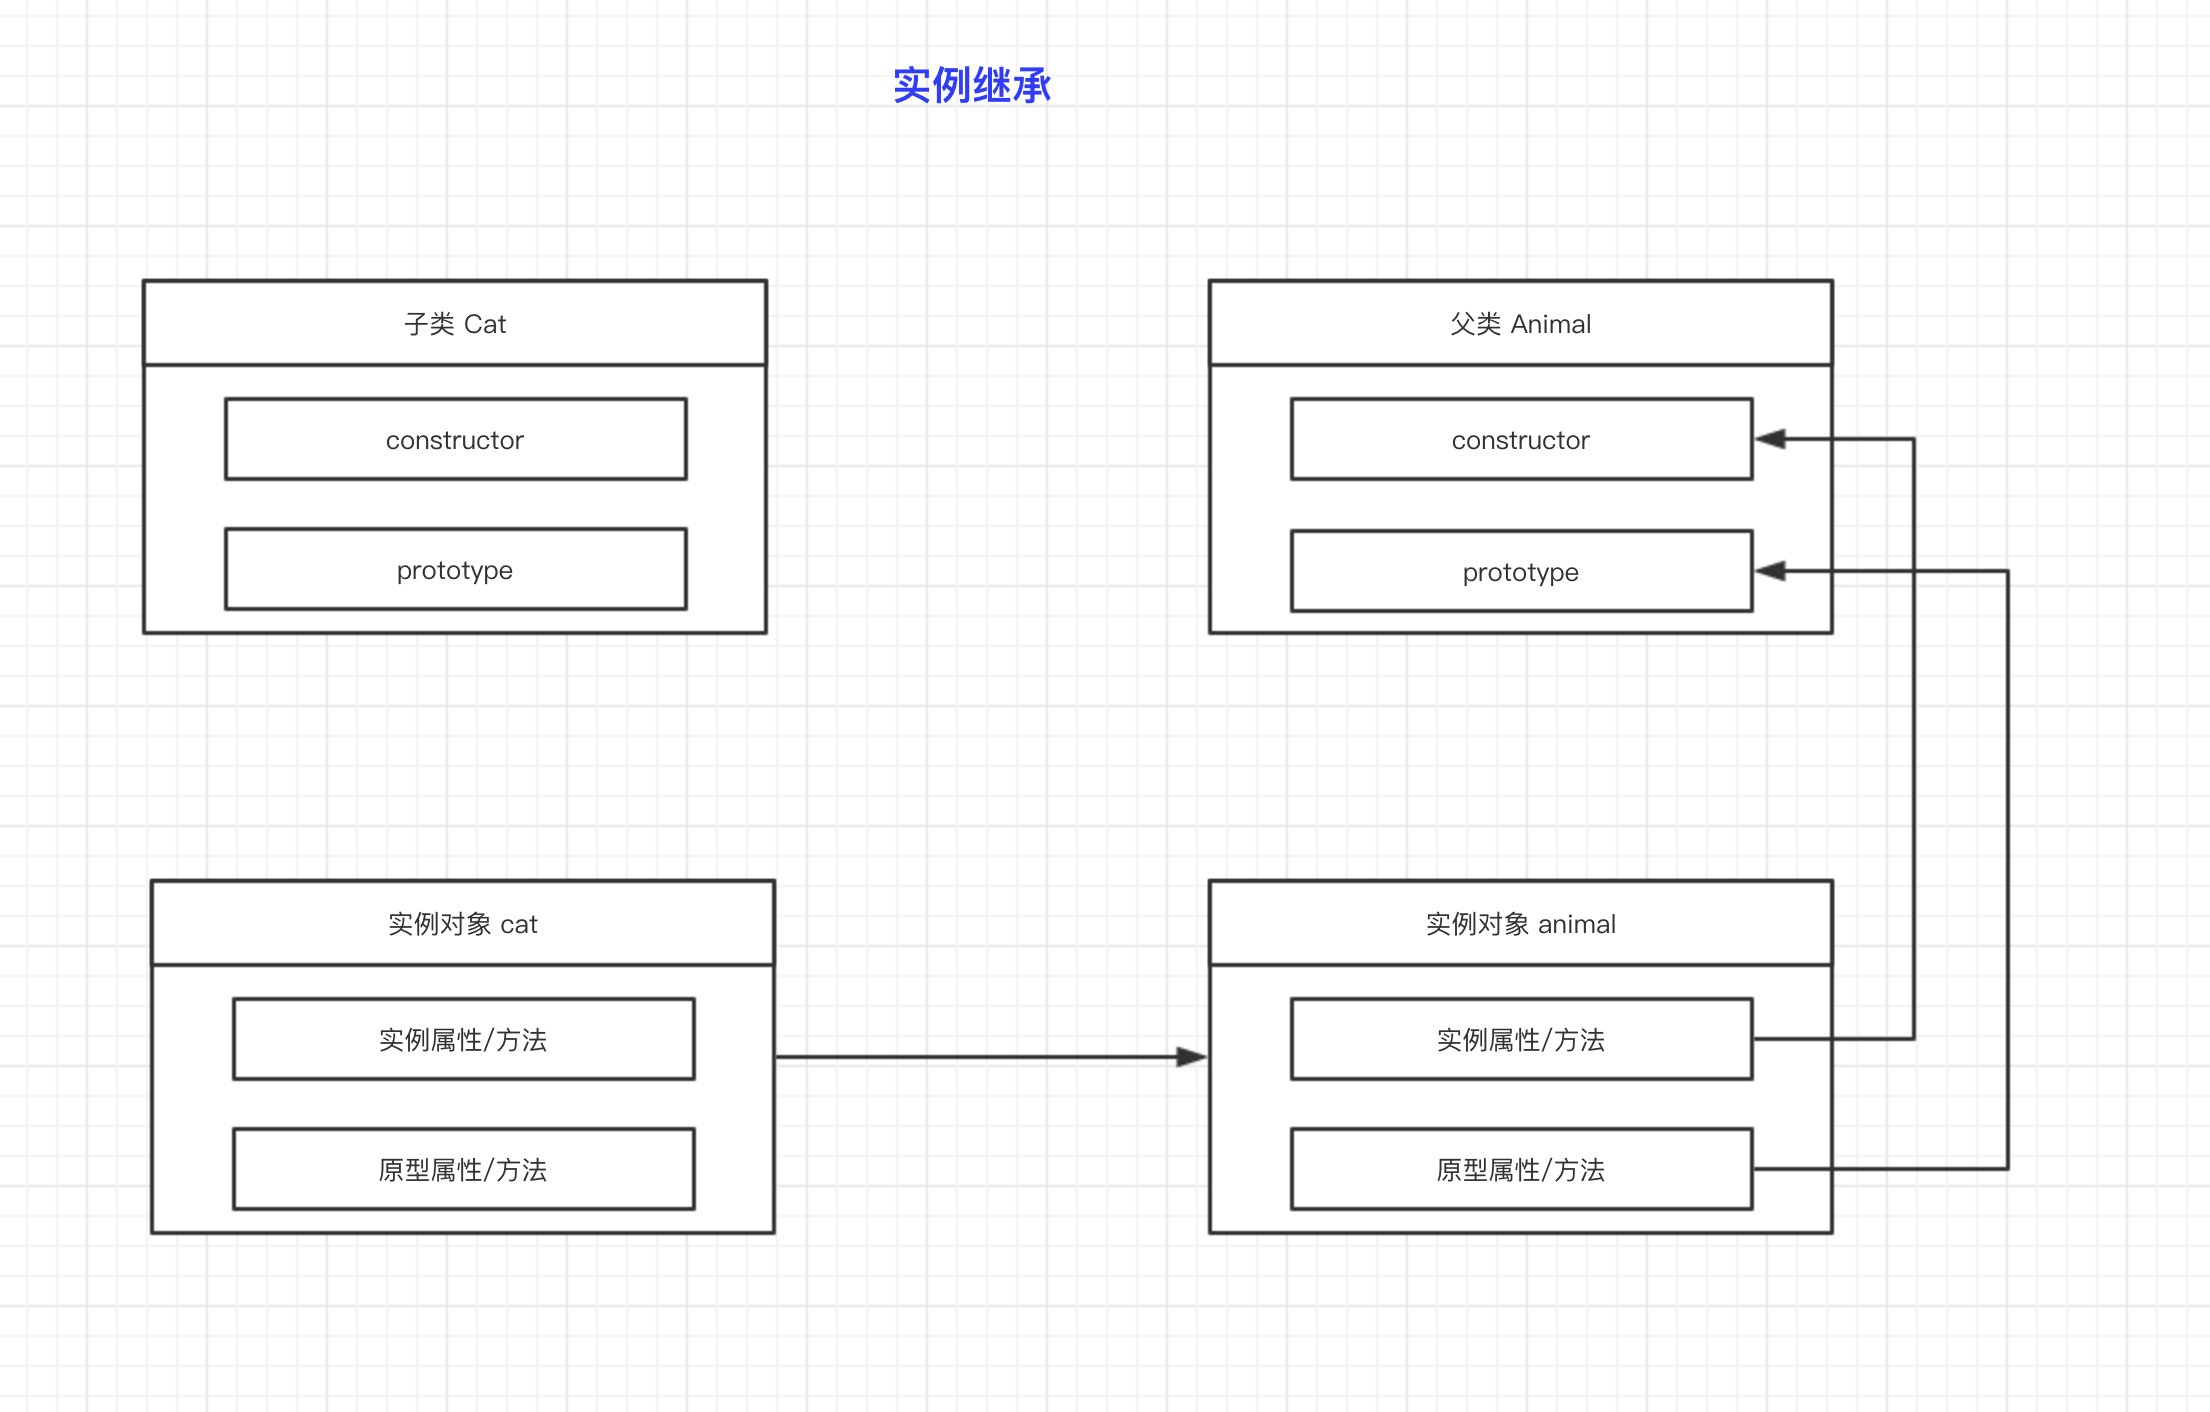 实例继承
子类 Cat
constructor
prototype
父类 Animal
constructor
prototype
实例对象 cat
实例属性/方法
原型属性/方法
实例对象 animal
实例属性/方法
原型属性/方法